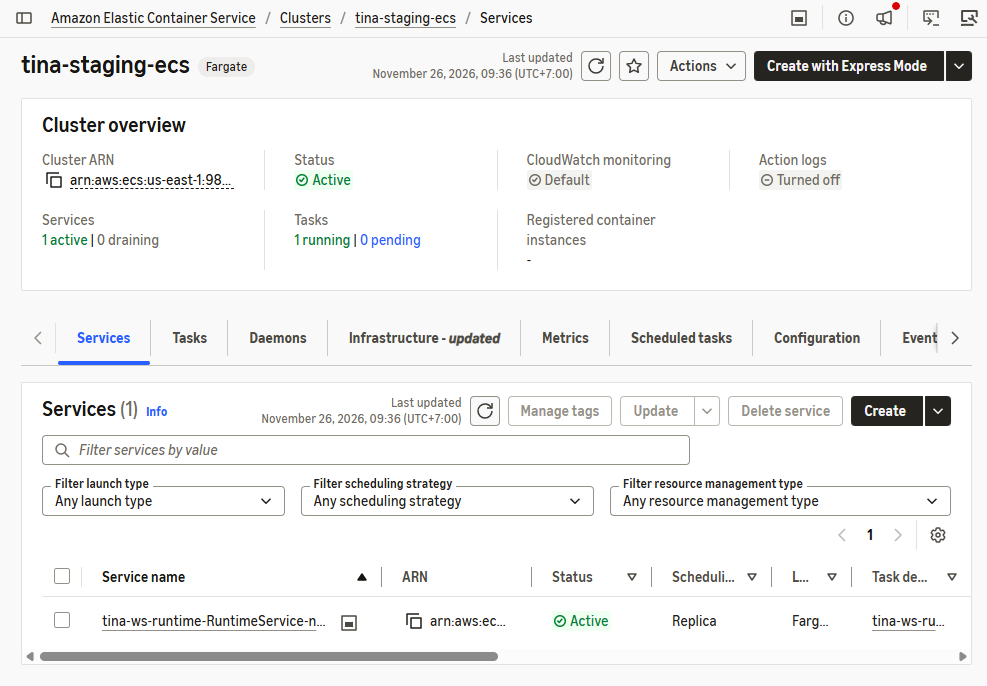 Amazon Elastic Container Service / Clusters / tina-staging-ecs / Services
tina-staging-ecs Fargate
Last updated
November 26, 2026, 09:36 (UTC+7:00)
Actions
Create with Express Mode
Cluster overview
Cluster ARN
arn:aws:ecs:us-east-1:98...
Status
Active
CloudWatch monitoring
Default
Action logs
Turned off
Services
1 active | 0 draining
Tasks
1 running | 0 pending
Registered container
instances
-
Services Tasks Daemons Infrastructure - updated Metrics Scheduled tasks Configuration Event
Services (1) Info
Last updated
November 26, 2026, 09:36 (UTC+7:00)
Manage tags
Update
Delete service
Create
Filter services by value
Filter launch type
Any launch type
Filter scheduling strategy
Any scheduling strategy
Filter resource management type
Any resource management type
1
Service name ARN Status Scheduli... L... Task de...
tina-ws-runtime-RuntimeService-n... arn:aws:ec... Active Replica Farg... tina-ws-ru...